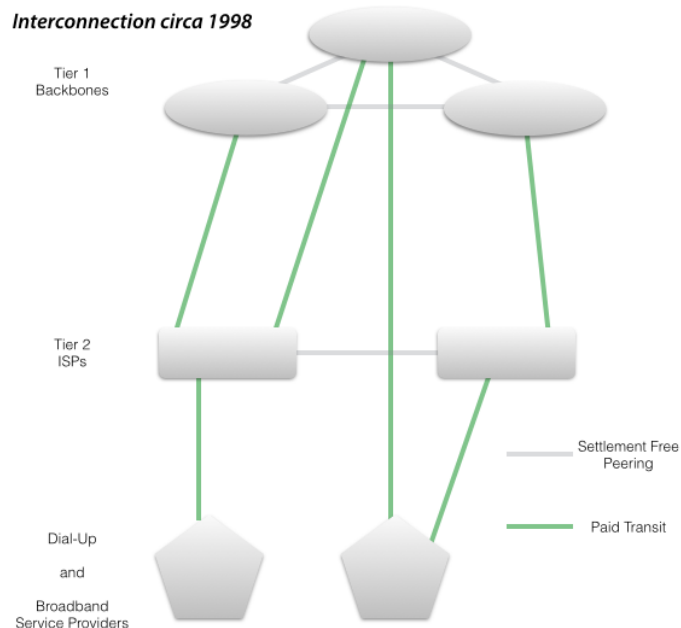 Interconnection circa 1998
Tier 1
Backbones
Tier 2
ISPs
Settlement Free
Peering
Paid Transit
Dial-Up
and
Broadband
Service Providers